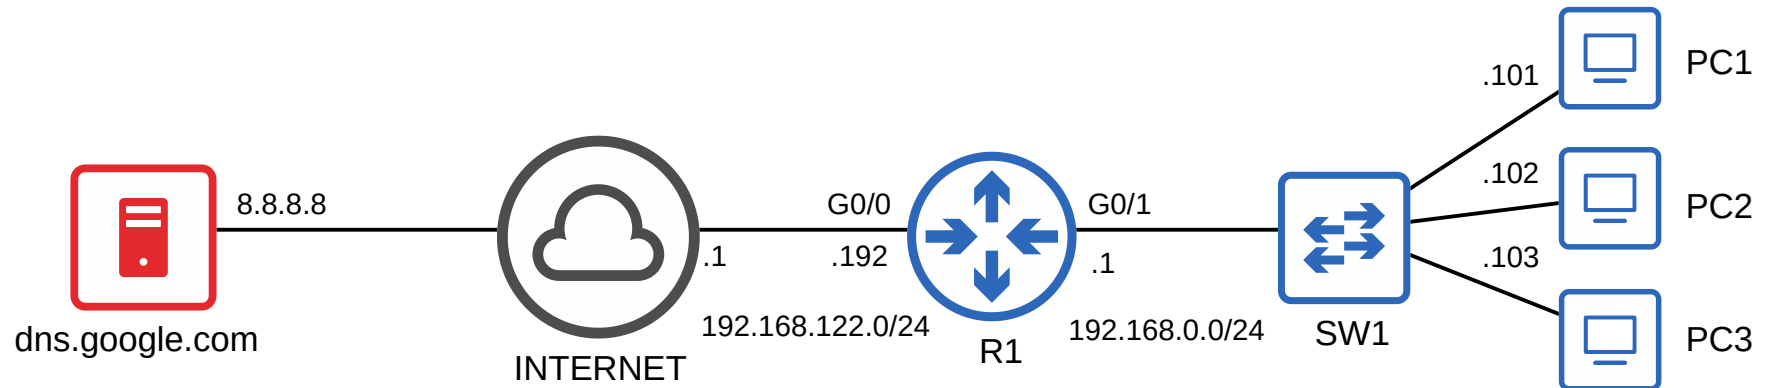 8.8.8.8
dns.google.com
INTERNET
.1
G0/0
.192
192.168.122.0/24
R1
G0/1
.1
192.168.0.0/24
SW1
.101
PC1
.102
PC2
.103
PC3